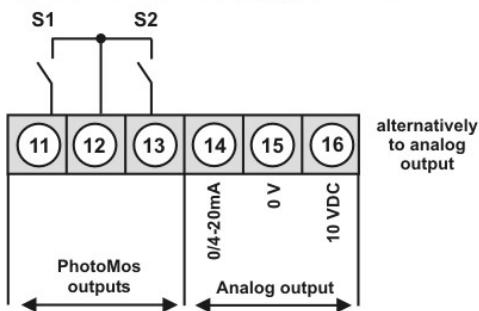 S1
S2
11
12
13
14
15
16
alternatively
to analog
output
0/4-20mA
0 V
10 VDC
PhotoMos
outputs
Analog output